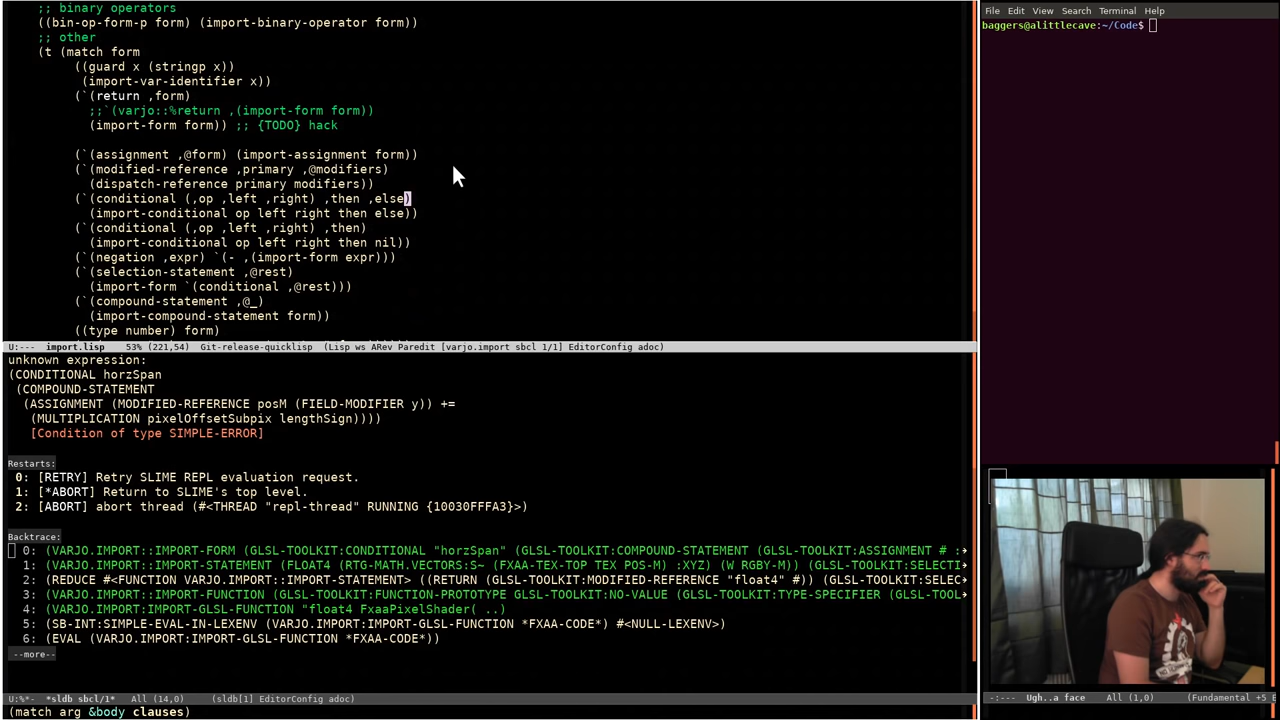 ;; binary operators
((bin-op-form-p form) (import-binary-operator form))
;; other
(t (match form
((guard x (stringp x))
(import-var-identifier x))
(`(return ,form)
;;`(varjo::%return ,(import-form form))
(import-form form)) ;; {TODO} hack
(`(assignment ,@form) (import-assignment form))
(`(modified-reference ,primary ,@modifiers)
(dispatch-reference primary modifiers))
(`(conditional (,op ,left ,right) ,then ,else)
(import-conditional op left right then else))
(`(conditional (,op ,left ,right) ,then)
(import-conditional op left right then nil))
(`(negation ,expr) `(- ,(import-form expr)))
(`(selection-statement ,@rest)
(import-form `(conditional ,@rest)))
(`(compound-statement ,@_)
(import-compound-statement form))
((type number) form)
U:--- import.lisp 53% (221,54) Git-release-quicklisp (Lisp ws ARev Paredit [varjo.import sbcl 1/1] EditorConfig adoc)
unknown expression:
(CONDITIONAL horzSpan
(COMPOUND-STATEMENT
(ASSIGNMENT (MODIFIED-REFERENCE posM (FIELD-MODIFIER y)) +=
(MULTIPLICATION pixelOffsetSubpix lengthSign))))
[Condition of type SIMPLE-ERROR]
Restarts:
0: [RETRY] Retry SLIME REPL evaluation request.
1: [*ABORT] Return to SLIME's top level.
2: [ABORT] abort thread (#<THREAD "repl-thread" RUNNING {10030FFFA3}>)
Backtrace:
0: (VARJO.IMPORT::IMPORT-FORM (GLSL-TOOLKIT:CONDITIONAL "horzSpan" (GLSL-TOOLKIT:COMPOUND-STATEMENT (GLSL-TOOLKIT:ASSIGNMENT # :
1: (VARJO.IMPORT::IMPORT-STATEMENT (FLOAT4 (RTG-MATH.VECTORS:S~ (FXAA-TEX-TOP TEX POS-M) :XYZ) (W RGBY-M)) (GLSL-TOOLKIT:SELECTI
2: (REDUCE #<FUNCTION VARJO.IMPORT::IMPORT-STATEMENT> ((RETURN (GLSL-TOOLKIT:MODIFIED-REFERENCE "float4" #)) (GLSL-TOOLKIT:SELEC
3: (VARJO.IMPORT::IMPORT-FUNCTION (GLSL-TOOLKIT:FUNCTION-PROTOTYPE GLSL-TOOLKIT:NO-VALUE (GLSL-TOOLKIT:TYPE-SPECIFIER (GLSL-TOOL
4: (VARJO.IMPORT:IMPORT-GLSL-FUNCTION "float4 FxaaPixelShader( ..)
5: (SB-INT:SIMPLE-EVAL-IN-LEXENV (VARJO.IMPORT:IMPORT-GLSL-FUNCTION *FXAA-CODE*) #<NULL-LEXENV>)
6: (EVAL (VARJO.IMPORT:IMPORT-GLSL-FUNCTION *FXAA-CODE*))
--more--
U:%*- *sldb sbcl/1* All (14,0) (sldb[1] EditorConfig adoc)
(match arg &body clauses)
File Edit View Search Terminal Help
baggers@alittlecave:~/Code$
-:--- Ugh..a face All (1,0) (Fundamental +5 E